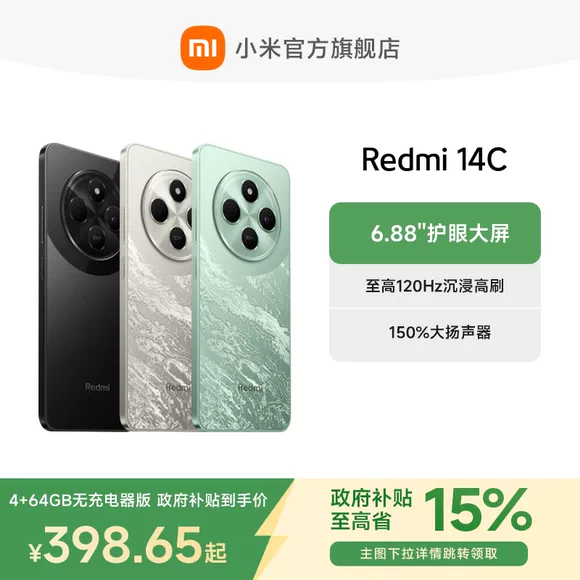 小米官方旗舰店
Redmi 14C
6.88"护眼大屏
至高120Hz沉浸高刷
150%大扬声器
Redmi
Redmi
Redmi
4+64GB无充电器版 政府补贴到手价
¥398.65起
政府补贴
至高省
15%
主图下拉详情跳转领取